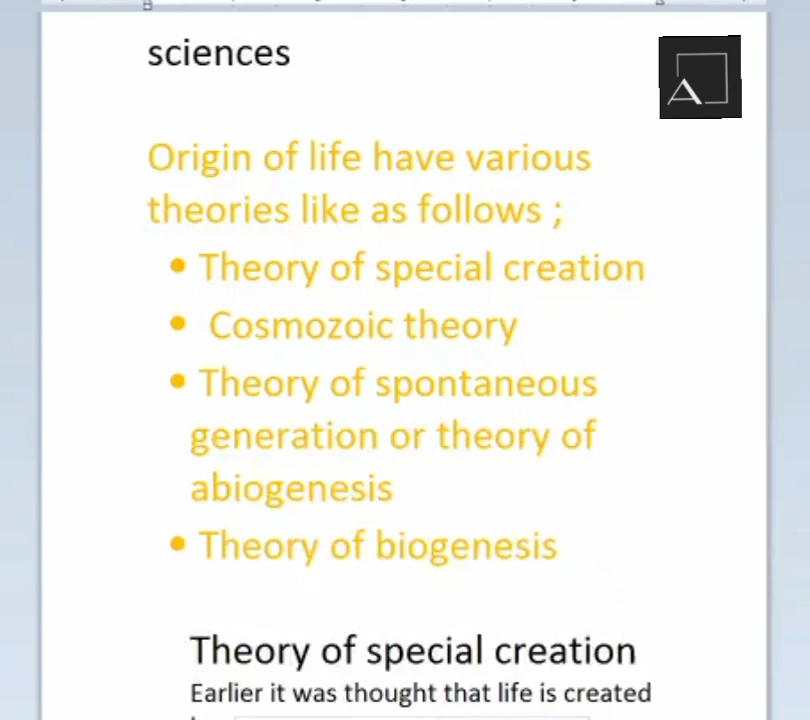 sciences
A
Origin of life have various
theories like as follows ;
• Theory of special creation
• Cosmozoic theory
• Theory of spontaneous
generation or theory of
abiogenesis
• Theory of biogenesis
Theory of special creation
Earlier it was thought that life is created